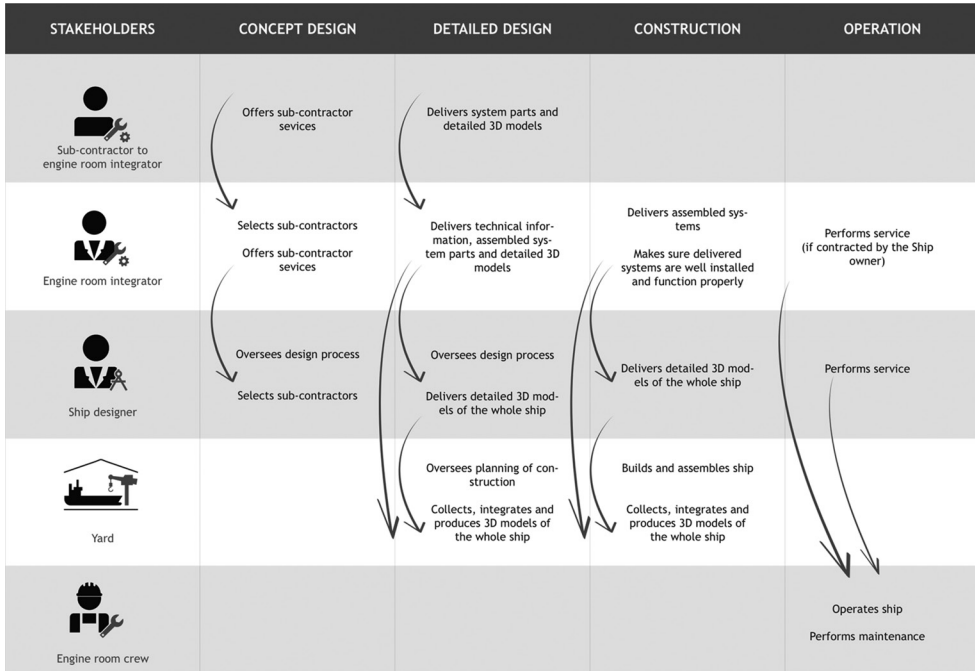 STAKEHOLDERS
CONCEPT DESIGN
DETAILED DESIGN
CONSTRUCTION
OPERATION
Sub-contractor to
engine room integrator
Offers sub-contractor
sevices
Delivers system parts and
detailed 3D models
Engine room integrator
Selects sub-contractors
Offers sub-contractor
sevices
Delivers technical infor-
mation, assembled sys-
tem parts and detailed 3D
models
Delivers assembled sys-
tems
Makes sure delivered
systems are well installed
and function properly
Performs service
(if contracted by the Ship
owner)
Ship designer
Oversees design process
Selects sub-contractors
Oversees design process
Delivers detailed 3D mod-
els of the whole ship
Delivers detailed 3D mod-
els of the whole ship
Performs service
Yard
Oversees planning of con-
struction
Collects, integrates and
produces 3D models of
the whole ship
Builds and assembles ship
Collects, integrates and
produces 3D models of
the whole ship
Engine room crew
Operates ship
Performs maintenance